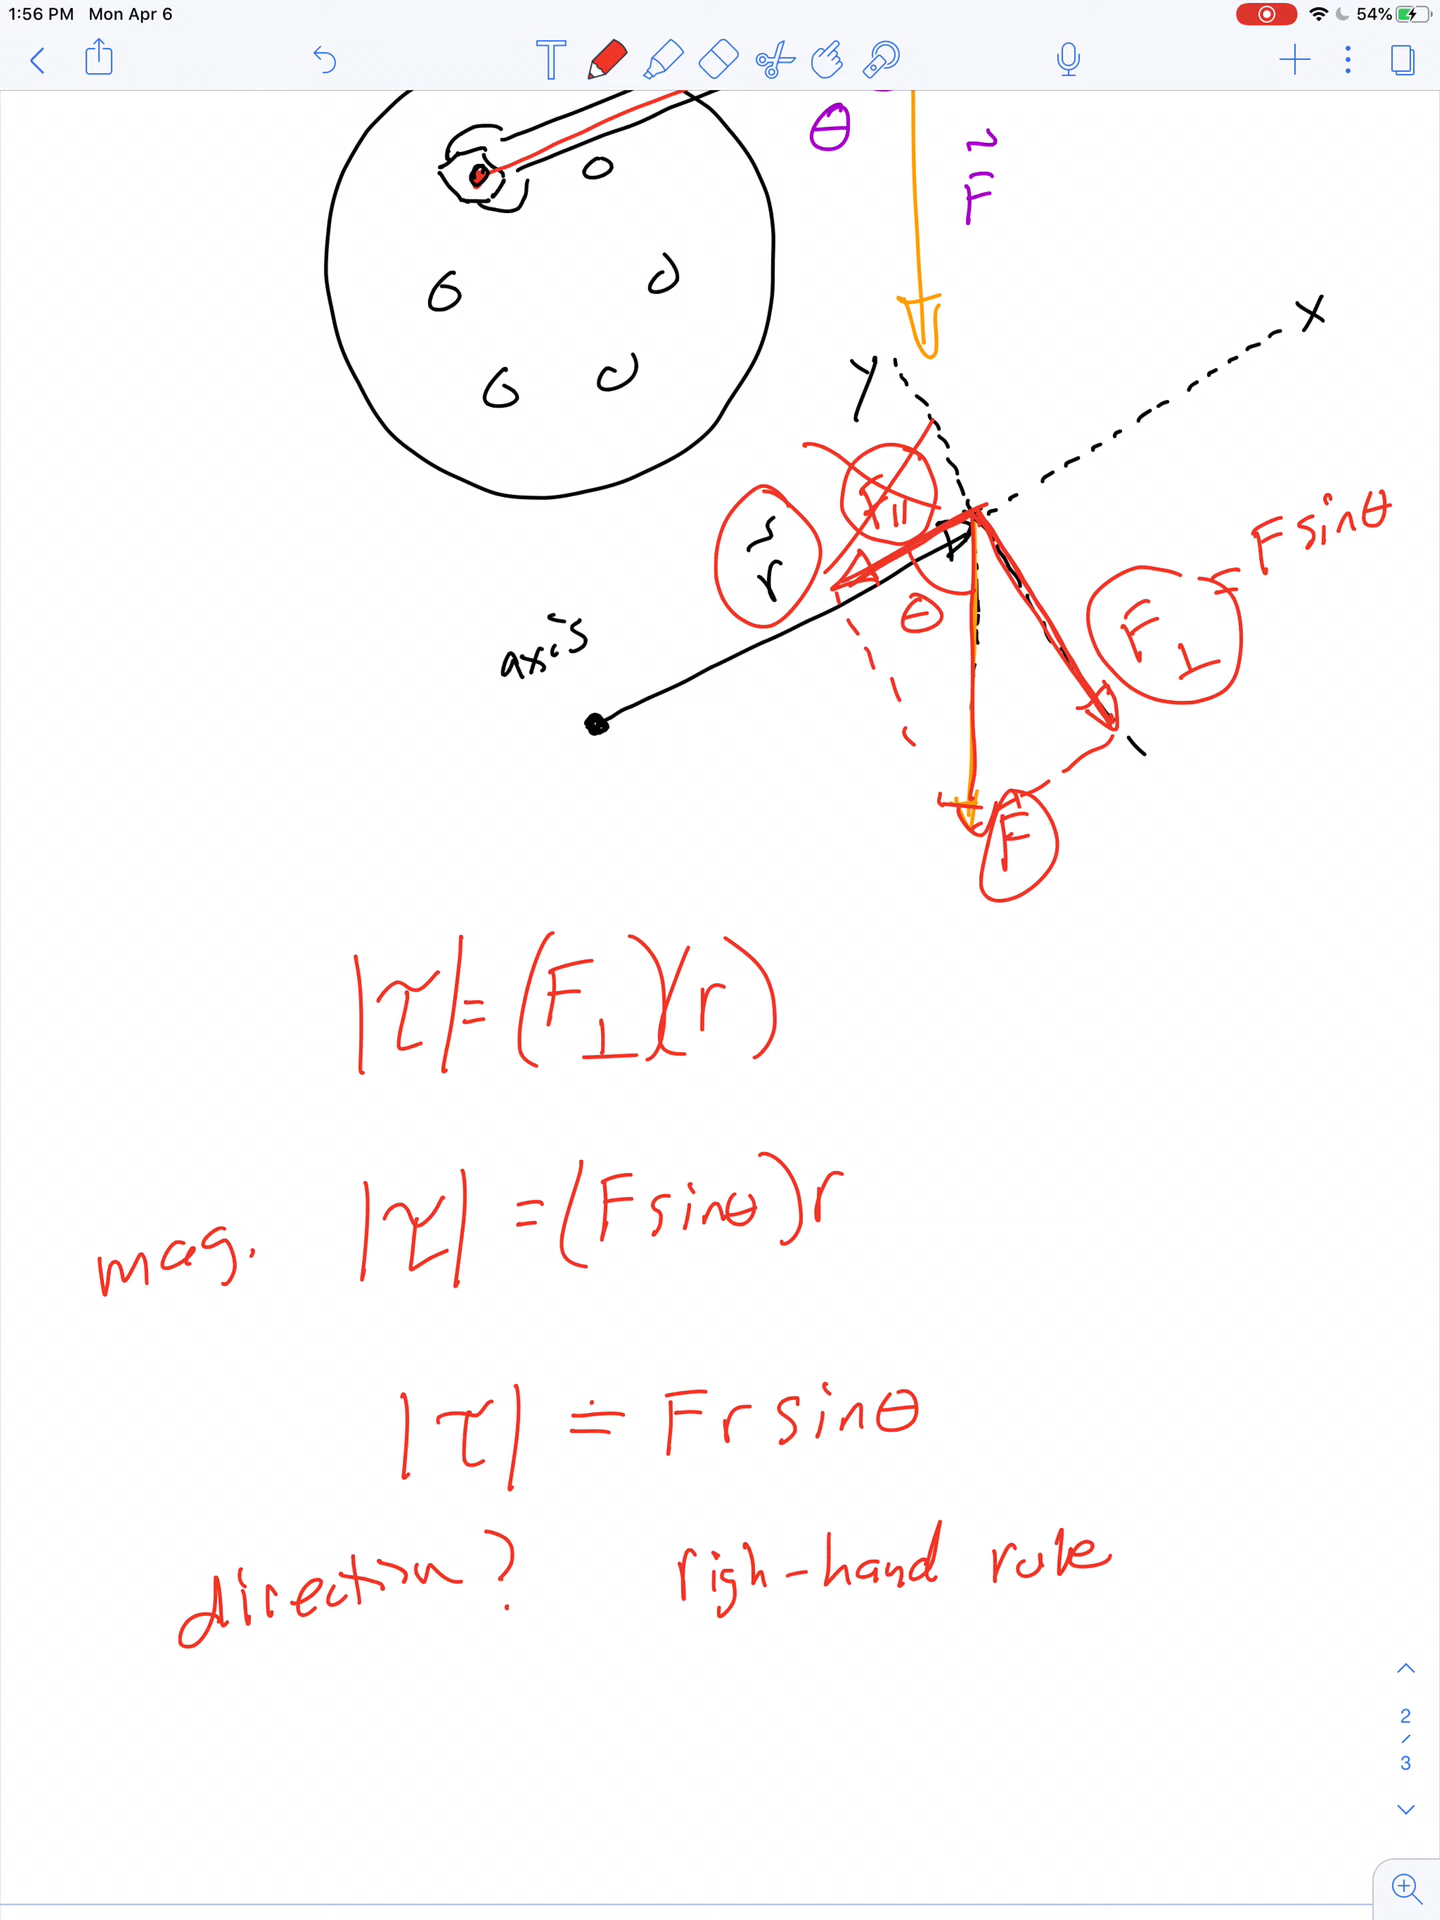 1:56 PM Mon Apr 6
54%
θ
F
x
y
F∥
r
F sinθ
=
F⊥
θ
axis
F
|τ| = (F⊥)(r)
mag. |τ| = (F sinθ) r
|τ| ≐ F r sinθ
direction? righ-hand rule
2
/
3